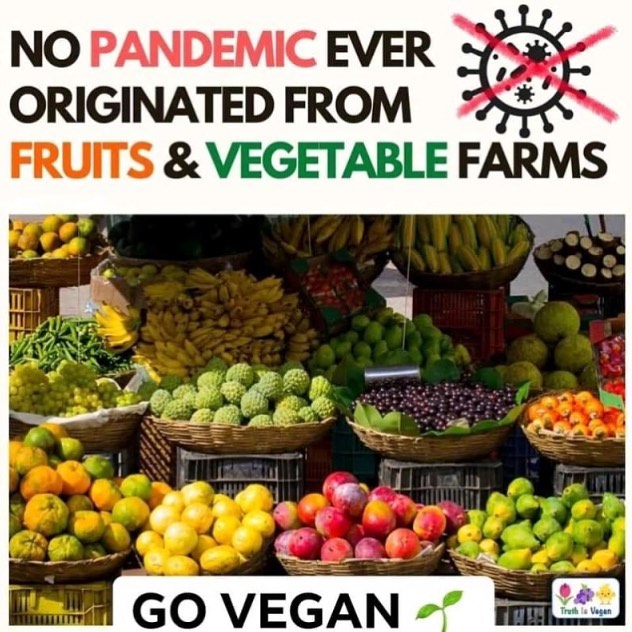 NO PANDEMIC EVER
ORIGINATED FROM
FRUITS & VEGETABLE FARMS
GO VEGAN
Truth is Vegan